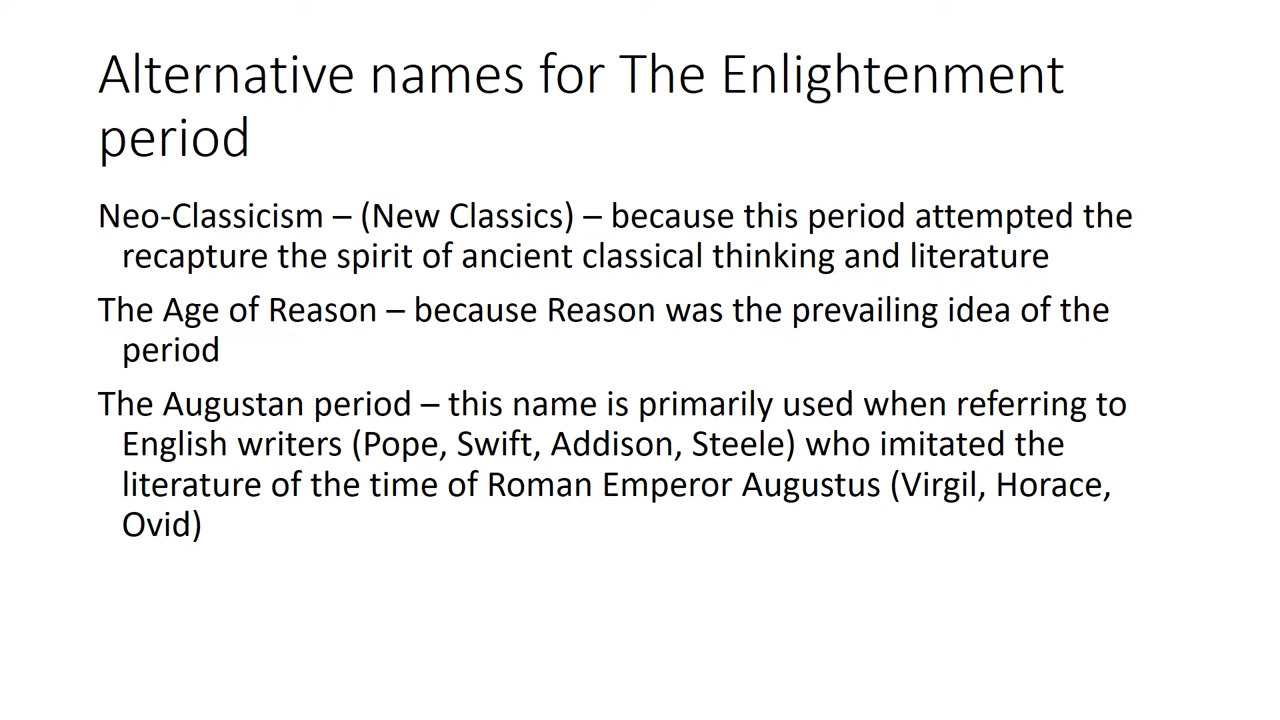 Alternative names for The Enlightenment
period
Neo-Classicism – (New Classics) – because this period attempted the
recapture the spirit of ancient classical thinking and literature
The Age of Reason – because Reason was the prevailing idea of the
period
The Augustan period – this name is primarily used when referring to
English writers (Pope, Swift, Addison, Steele) who imitated the
literature of the time of Roman Emperor Augustus (Virgil, Horace,
Ovid)